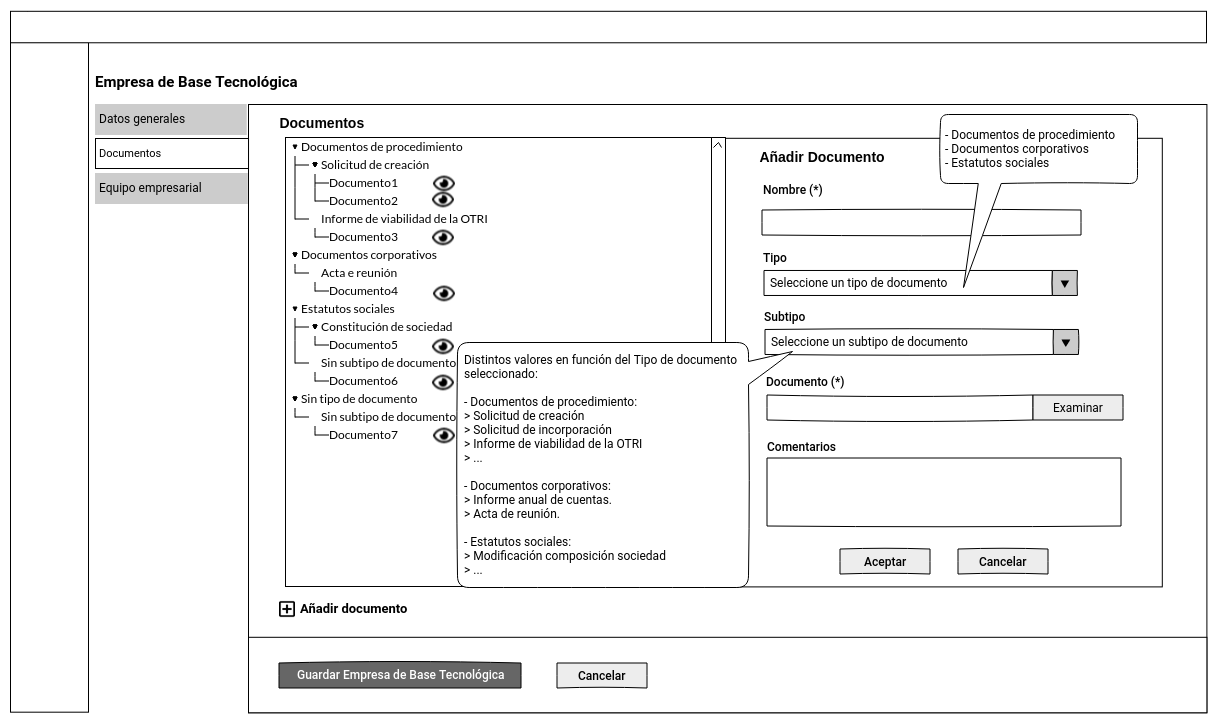 Empresa de Base Tecnológica
Datos generales
Documentos
Equipo empresarial
Documentos
Documentos de procedimiento
Solicitud de creación
Documento1
Documento2
Informe de viabilidad de la OTRI
Documento3
Documentos corporativos
Acta e reunión
Documento4
Estatutos sociales
Constitución de sociedad
Documento5
Sin subtipo de documento
Documento6
Sin tipo de documento
Sin subtipo de documento
Documento7
Distintos valores en función del Tipo de documento
seleccionado:
- Documentos de procedimiento:
> Solicitud de creación
> Solicitud de incorporación
> Informe de viabilidad de la OTRI
> ...
- Documentos corporativos:
> Informe anual de cuentas.
> Acta de reunión.
- Estatutos sociales:
> Modificación composición sociedad
> ...
Añadir Documento
- Documentos de procedimiento
- Documentos corporativos
- Estatutos sociales
Nombre (*)
Tipo
Seleccione un tipo de documento
Subtipo
Seleccione un subtipo de documento
Documento (*)
Examinar
Comentarios
Aceptar
Cancelar
Añadir documento
Guardar Empresa de Base Tecnológica
Cancelar